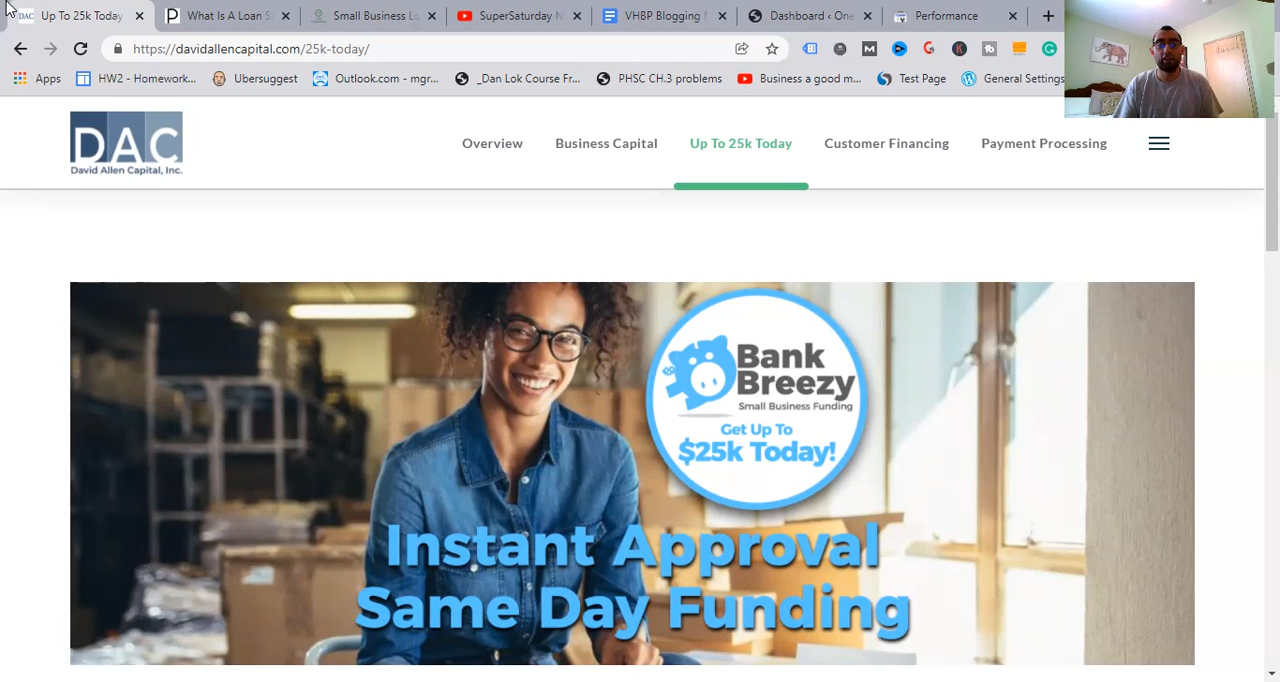 Up To 25k Today
What Is A Loan S
Small Business Lo
SuperSaturday N
VHBP Blogging
Dashboard ‹ One
Performance
https://davidallencapital.com/25k-today/
Apps
HW2 - Homework...
Ubersuggest
Outlook.com - mgr...
_Dan Lok Course Fr...
PHSC CH.3 problems
Business a good m...
Test Page
General Settings
DAC
David Allen Capital, Inc.
Overview
Business Capital
Up To 25k Today
Customer Financing
Payment Processing
Bank
Breezy
Small Business Funding
Get Up To
$25k Today!
Instant Approval
Same Day Funding